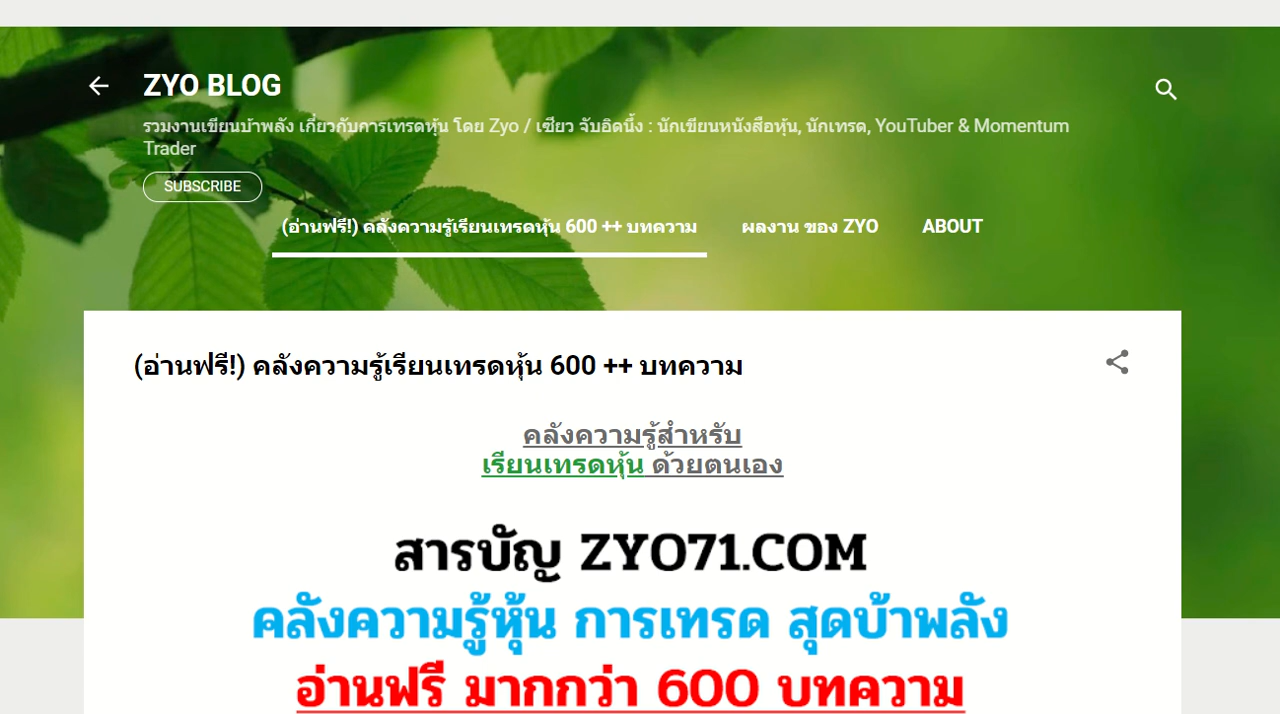 ZYO BLOG
รวมงานเขียนบ้าพลัง เกี่ยวกับการเทรดหุ้น โดย Zyo / เซียว จับอิดนึ้ง : นักเขียนหนังสือหุ้น, นักเทรด, YouTuber & Momentum
Trader
SUBSCRIBE
(อ่านฟรี!) คลังความรู้เรียนเทรดหุ้น 600 ++ บทความ ผลงาน ของ ZYO ABOUT
(อ่านฟรี!) คลังความรู้เรียนเทรดหุ้น 600 ++ บทความ
คลังความรู้สำหรับ
เรียนเทรดหุ้น ด้วยตนเอง
สารบัญ ZYO71.COM
คลังความรู้หุ้น การเทรด สุดบ้าพลัง
อ่านฟรี มากกว่า 600 บทความ